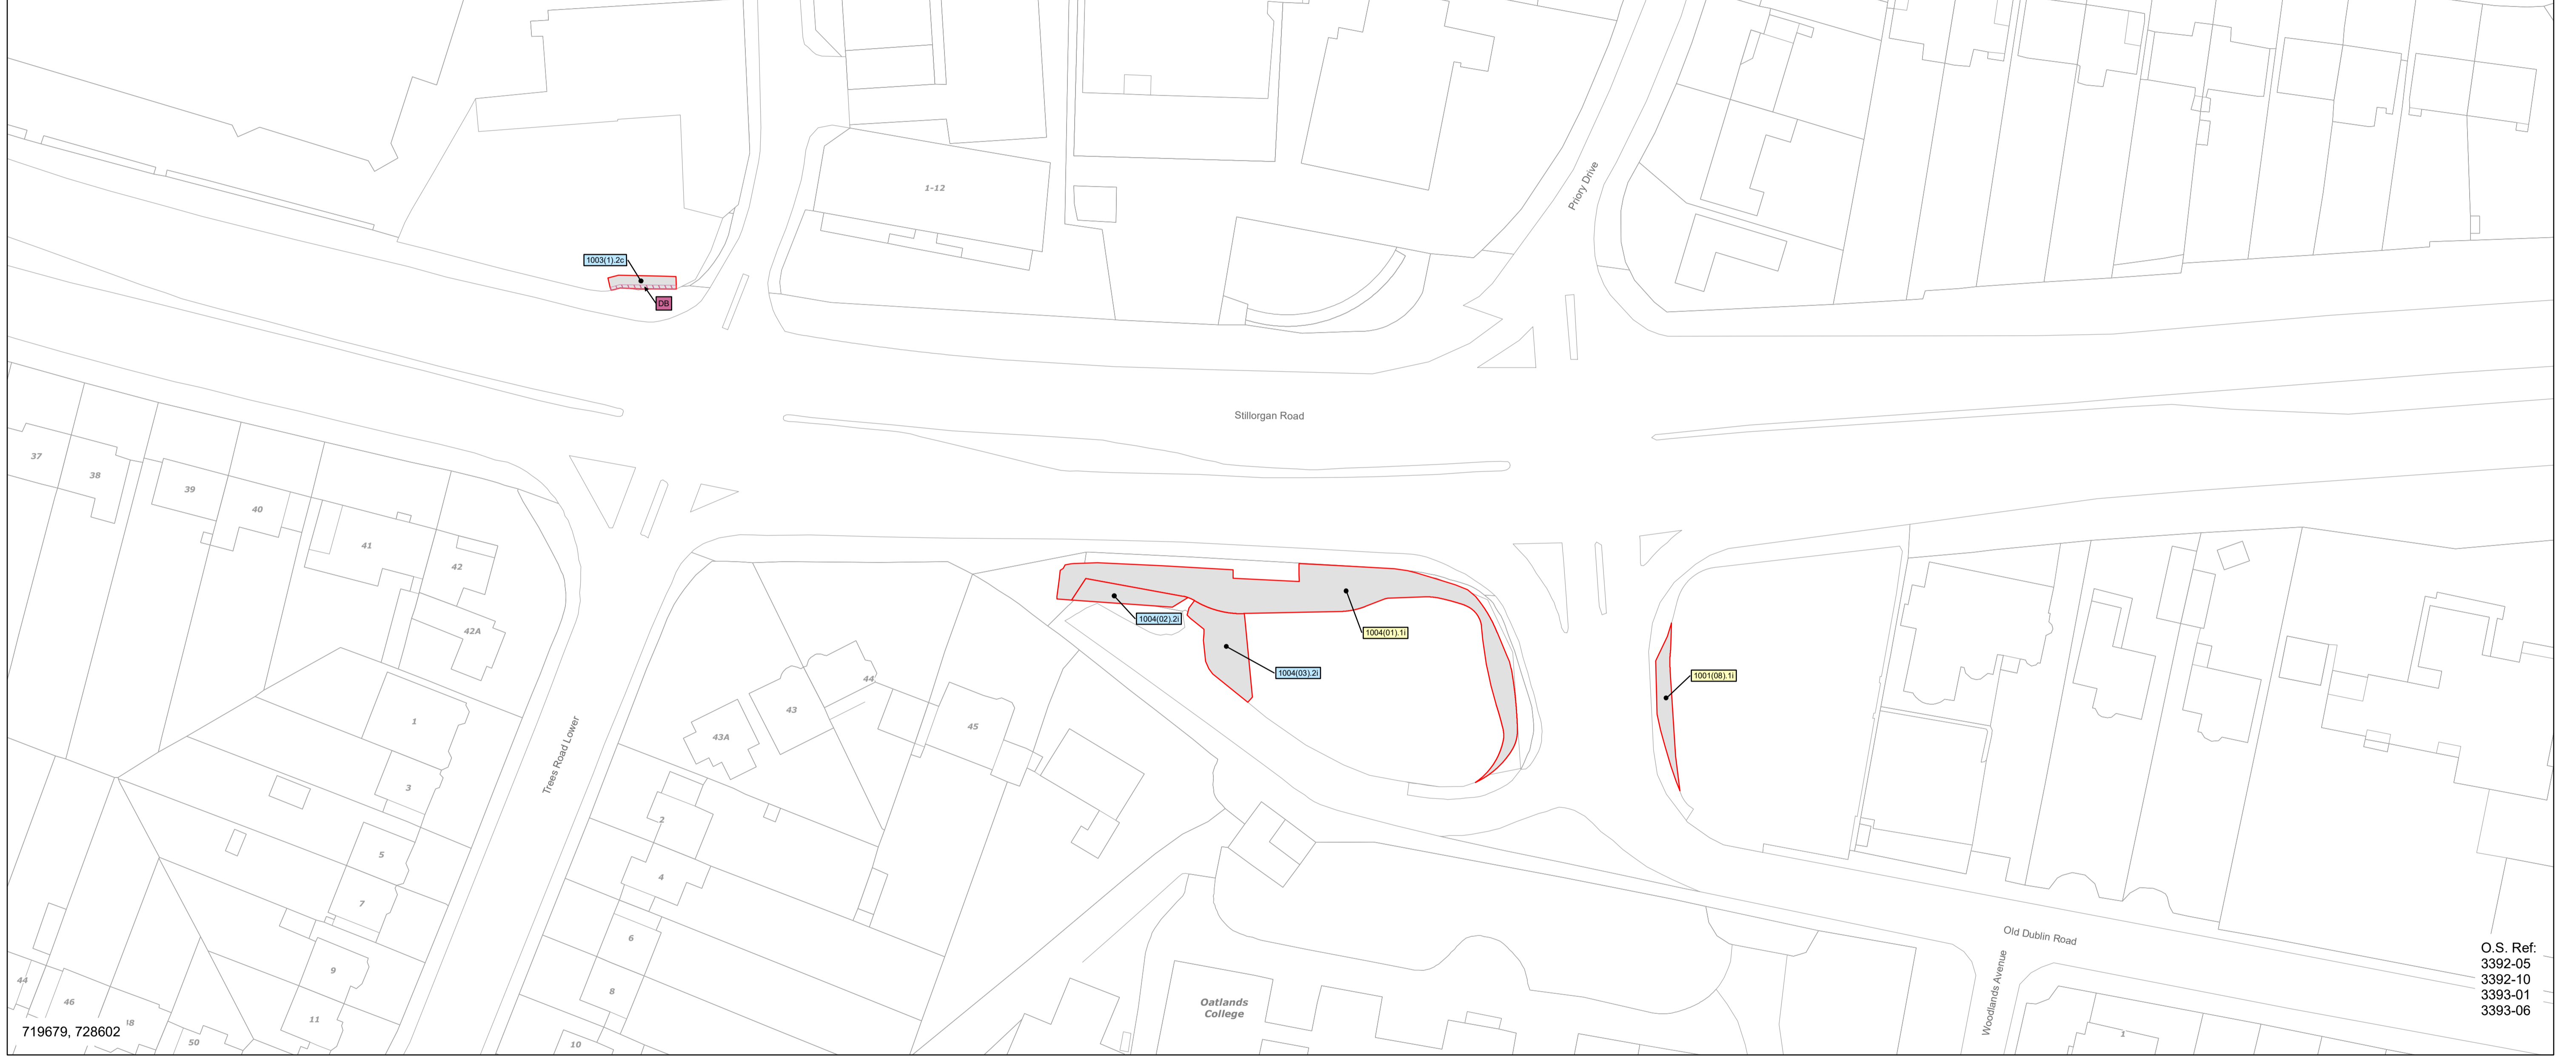 1-12
Priory Drive
1003(1).2c
DB
Stillorgan Road
37
38
39
40
41
42
42A
1004(02).2i
1004(01).1i
1004(03).2i
1001(08).1i
44
43
43A
45
1
3
5
7
9
11
Trees Road Lower
2
4
6
8
10
Oatlands
College
Old Dublin Road
Woodlands Avenue
1
44
46
50
719679, 728602
O.S. Ref:
3392-05
3392-10
3393-01
3393-06